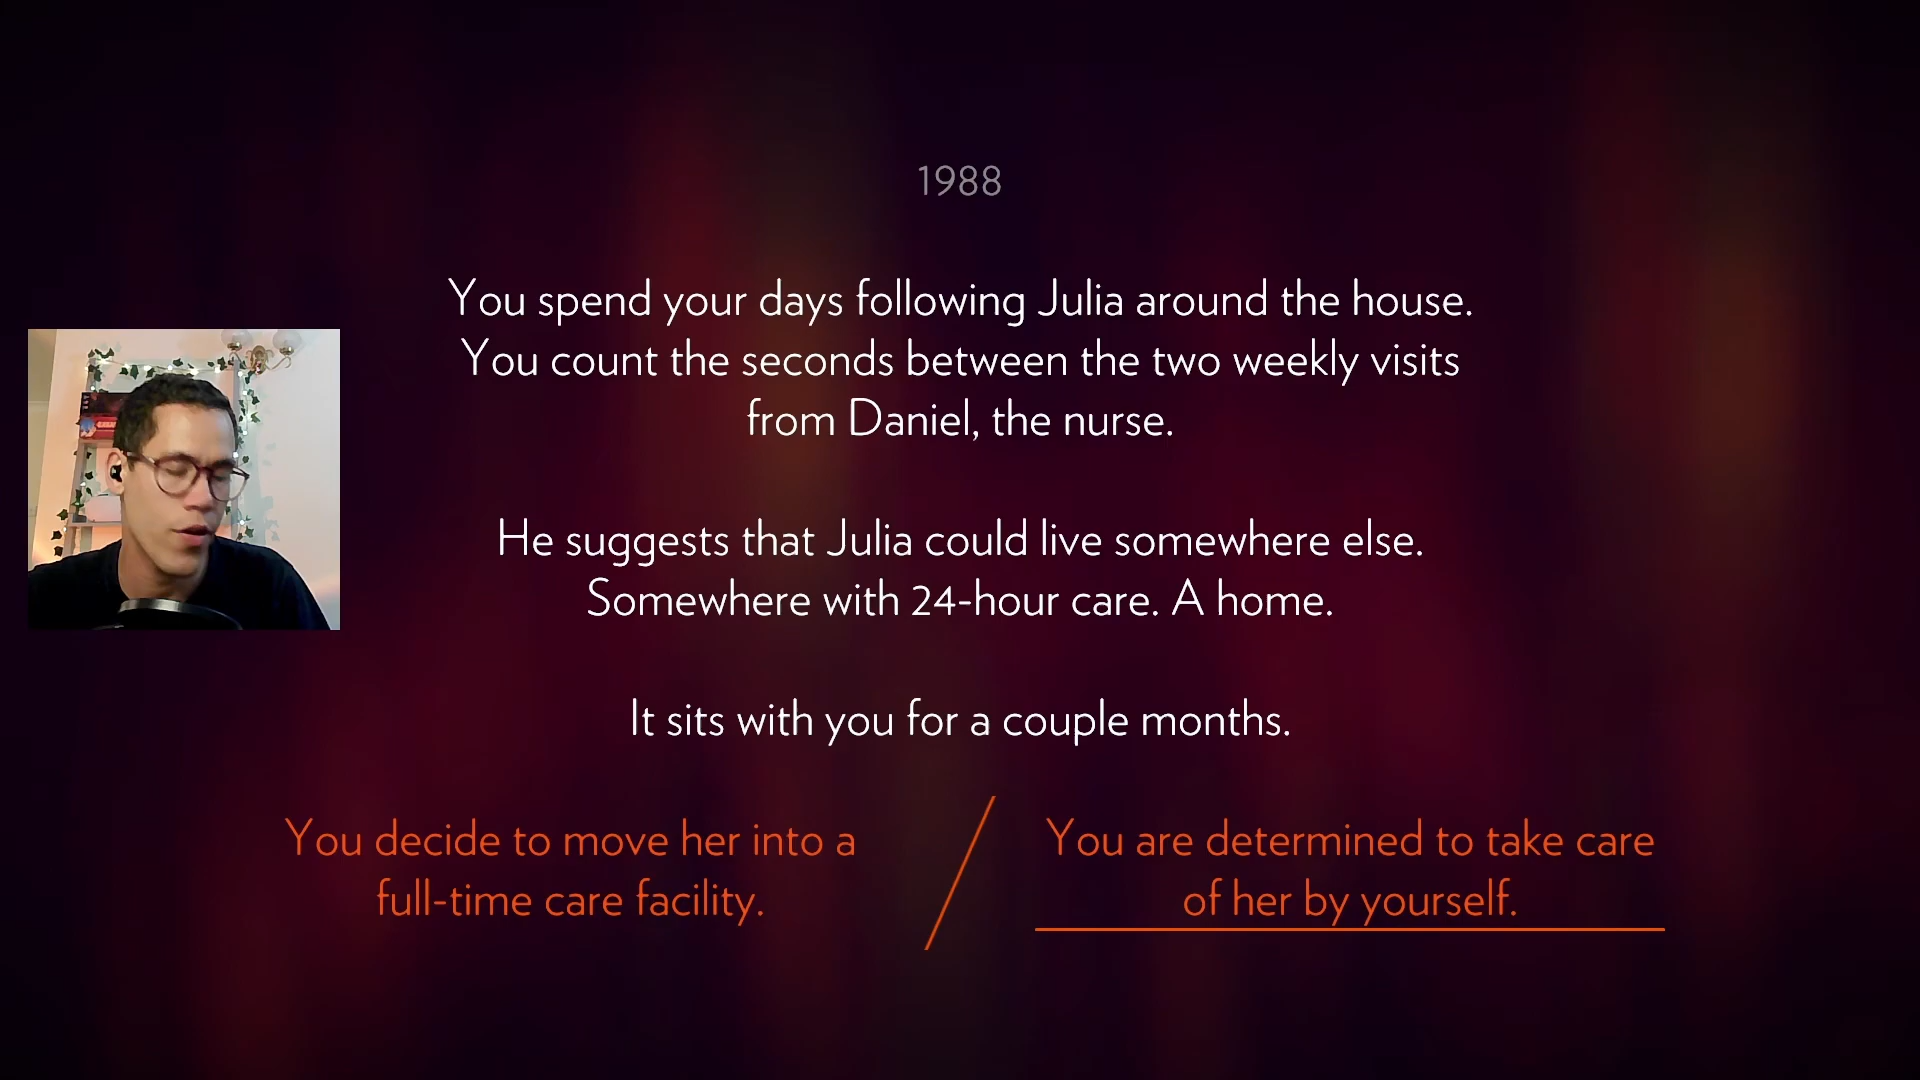 1988
You spend your days following Julia around the house.
You count the seconds between the two weekly visits
from Daniel, the nurse.
He suggests that Julia could live somewhere else.
Somewhere with 24-hour care. A home.
It sits with you for a couple months.
You decide to move her into a
full-time care facility.
You are determined to take care
of her by yourself.